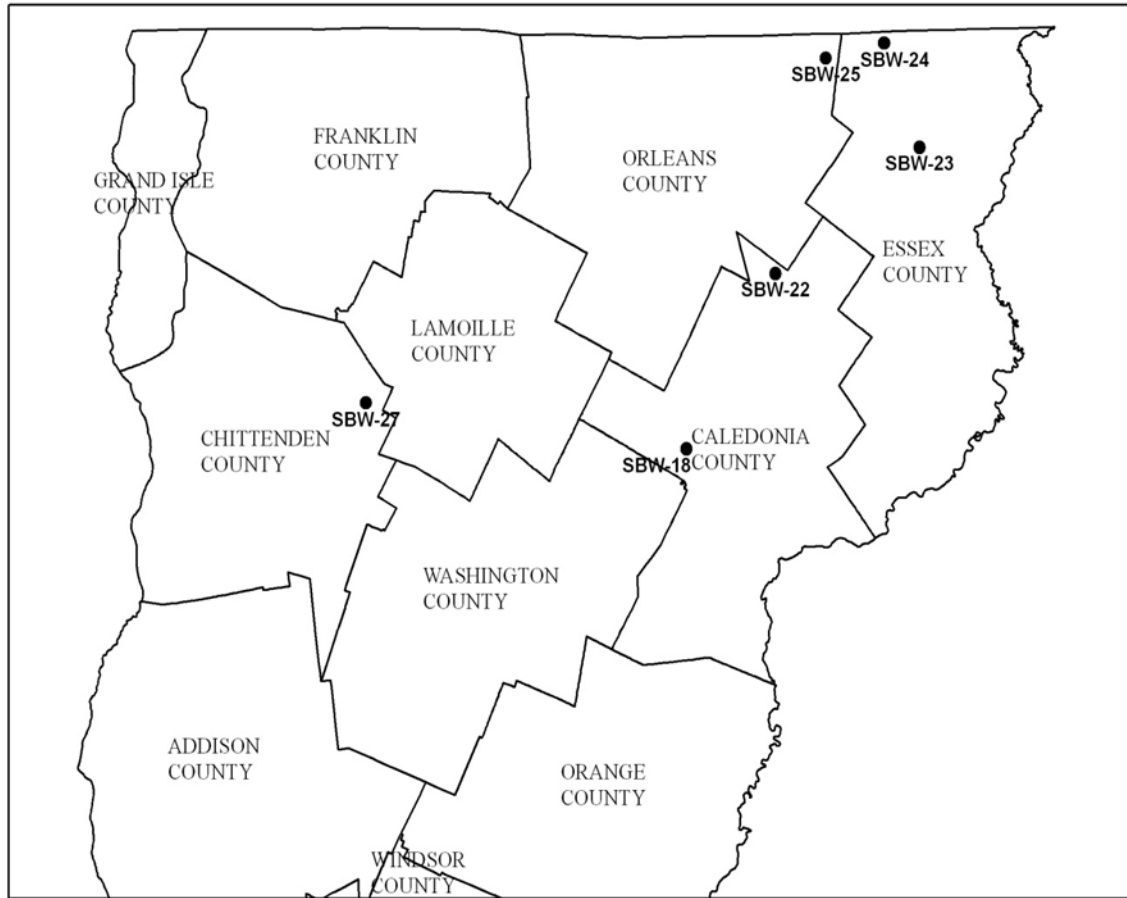 SBW-24
SBW-25
FRANKLIN
COUNTY
SBW-23
ORLEANS
COUNTY
GRAND ISLE
COUNTY
ESSEX
COUNTY
SBW-22
LAMOILLE
COUNTY
SBW-27
CHITTENDEN
COUNTY
CALEDONIA
COUNTY
SBW-18
WASHINGTON
COUNTY
ADDISON
COUNTY
ORANGE
COUNTY
WINDSOR
COUNTY